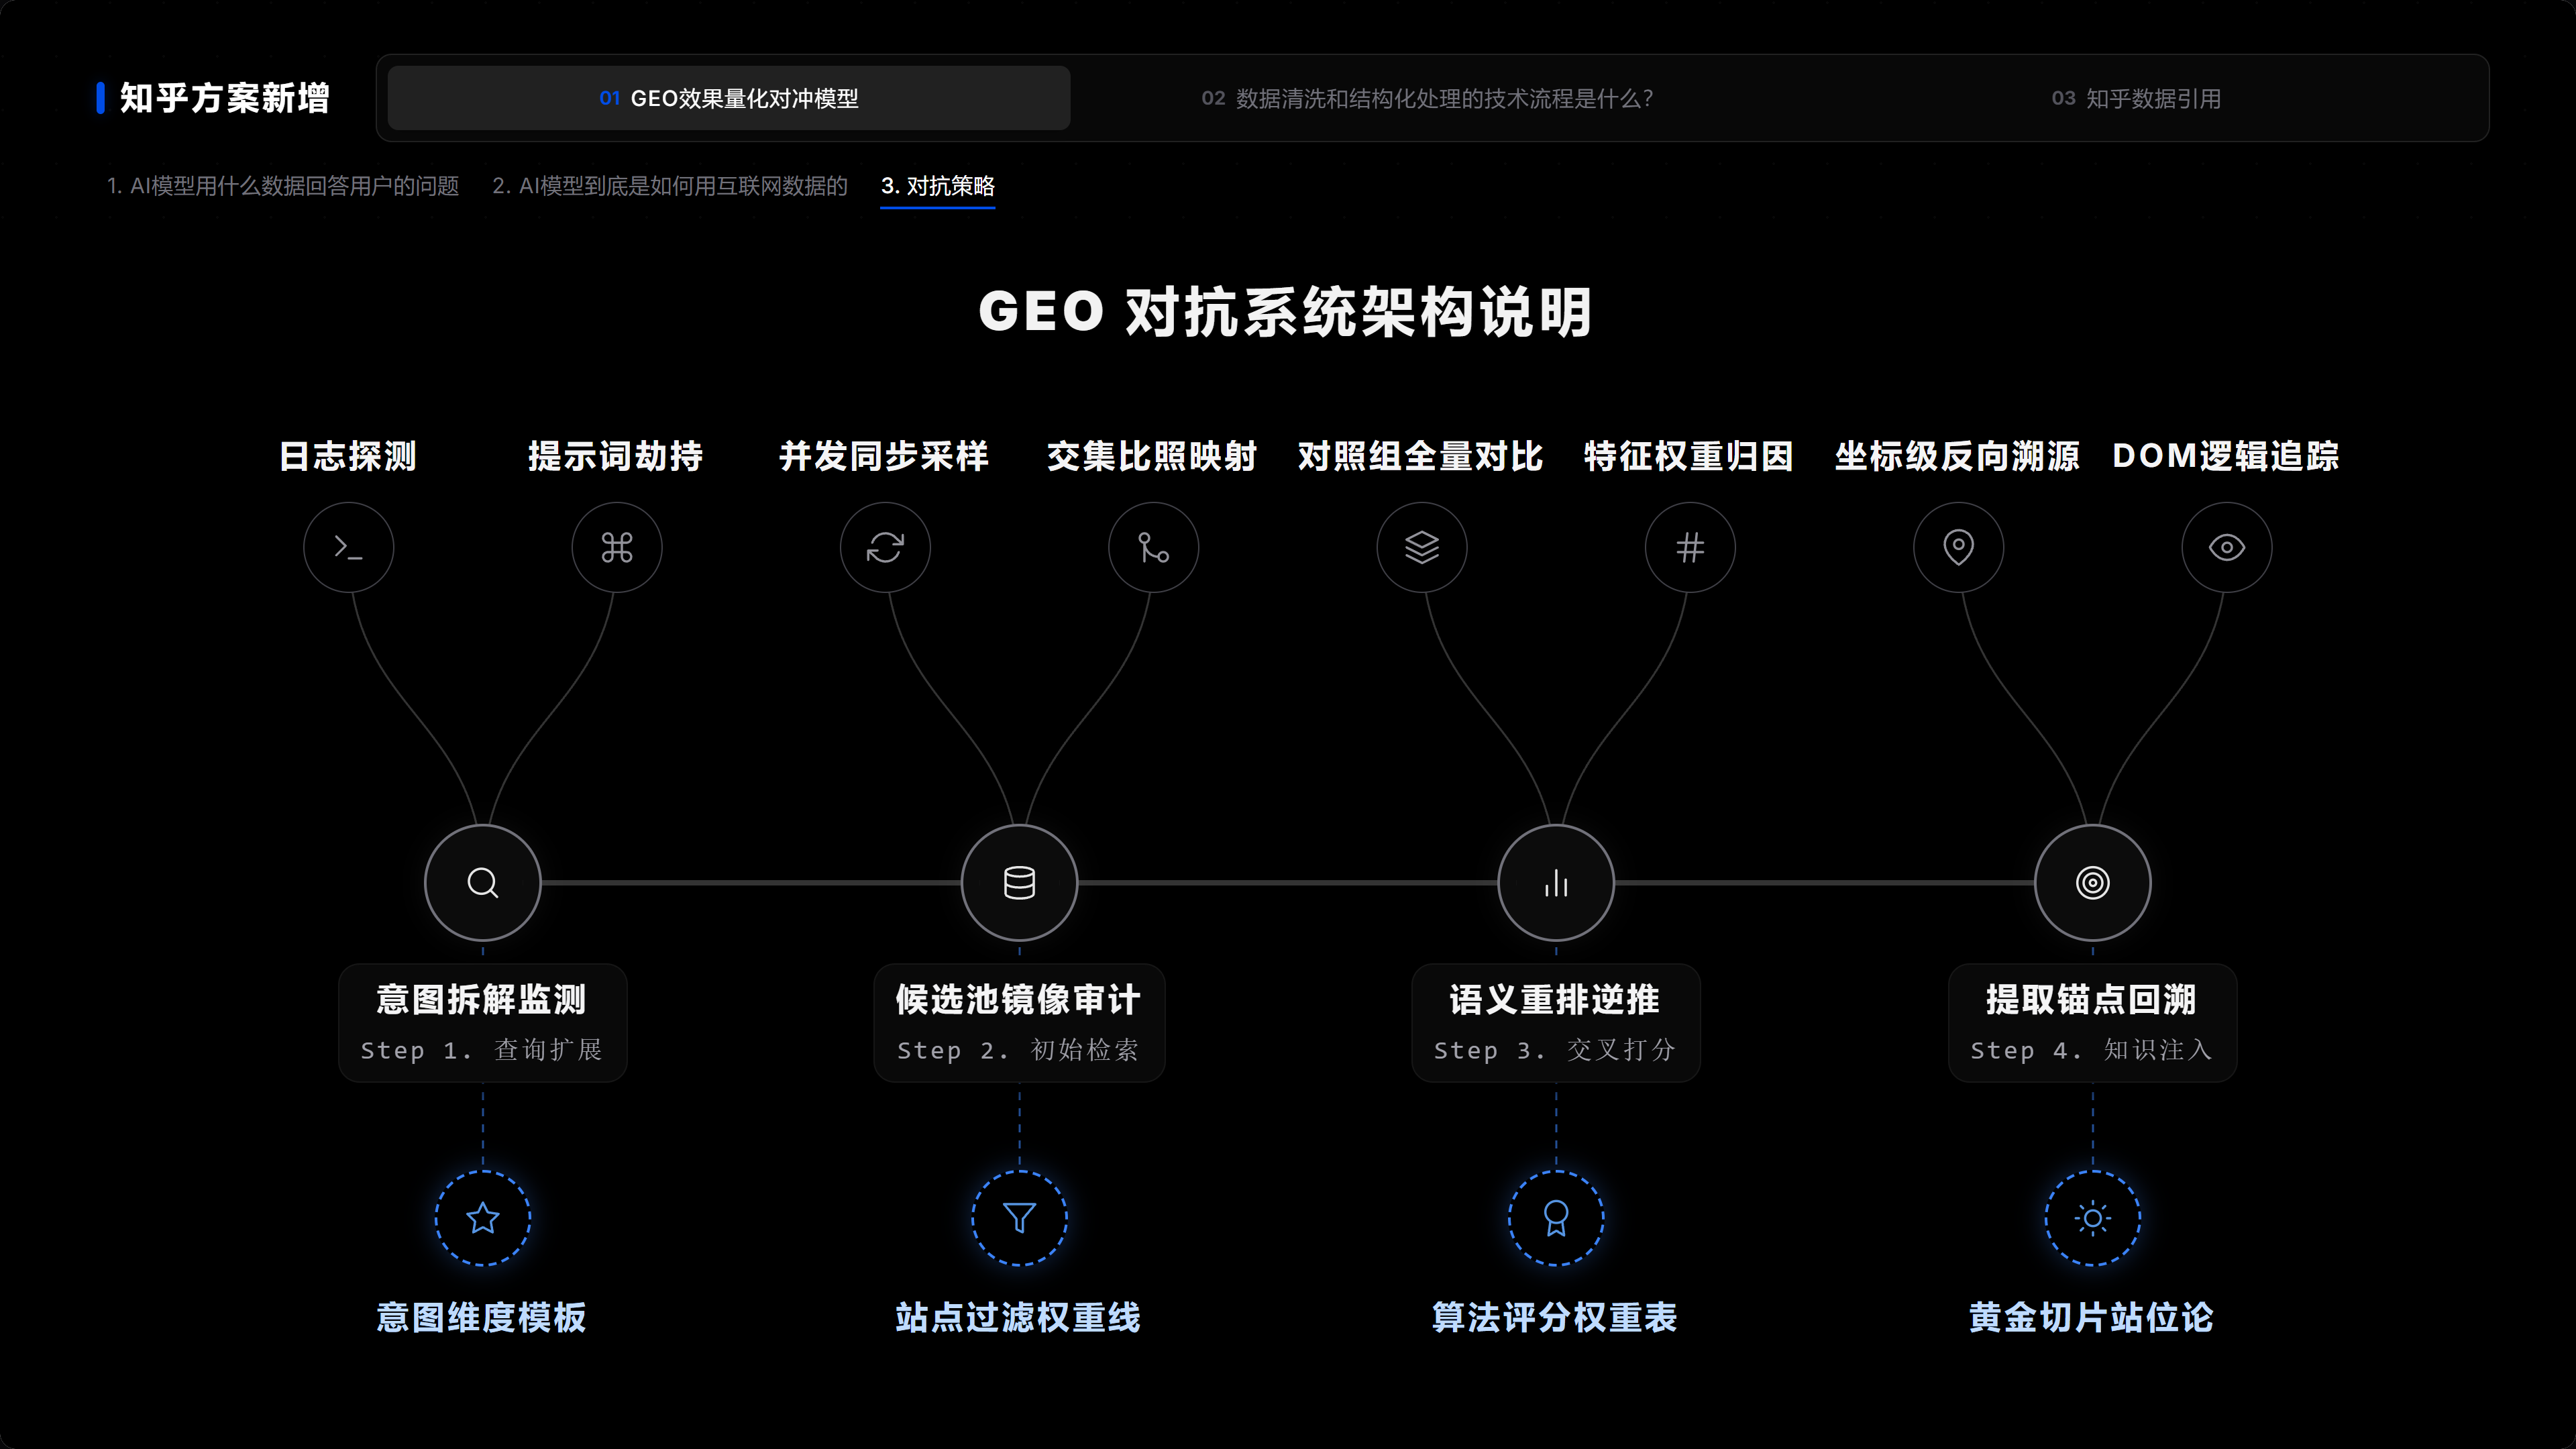 知乎方案新增
01 GEO效果量化对冲模型
02 数据清洗和结构化处理的技术流程是什么?
03 知乎数据引用
1. AI模型用什么数据回答用户的问题
2. AI模型到底是如何用互联网数据的
3. 对抗策略
GEO 对抗系统架构说明
日志探测
提示词劫持
并发同步采样
交集比照映射
对照组全量对比
特征权重归因
坐标级反向溯源
DOM逻辑追踪
意图拆解监测
Step 1. 查询扩展
候选池镜像审计
Step 2. 初始检索
语义重排逆推
Step 3. 交叉打分
提取锚点回溯
Step 4. 知识注入
意图维度模板
站点过滤权重线
算法评分权重表
黄金切片站位论